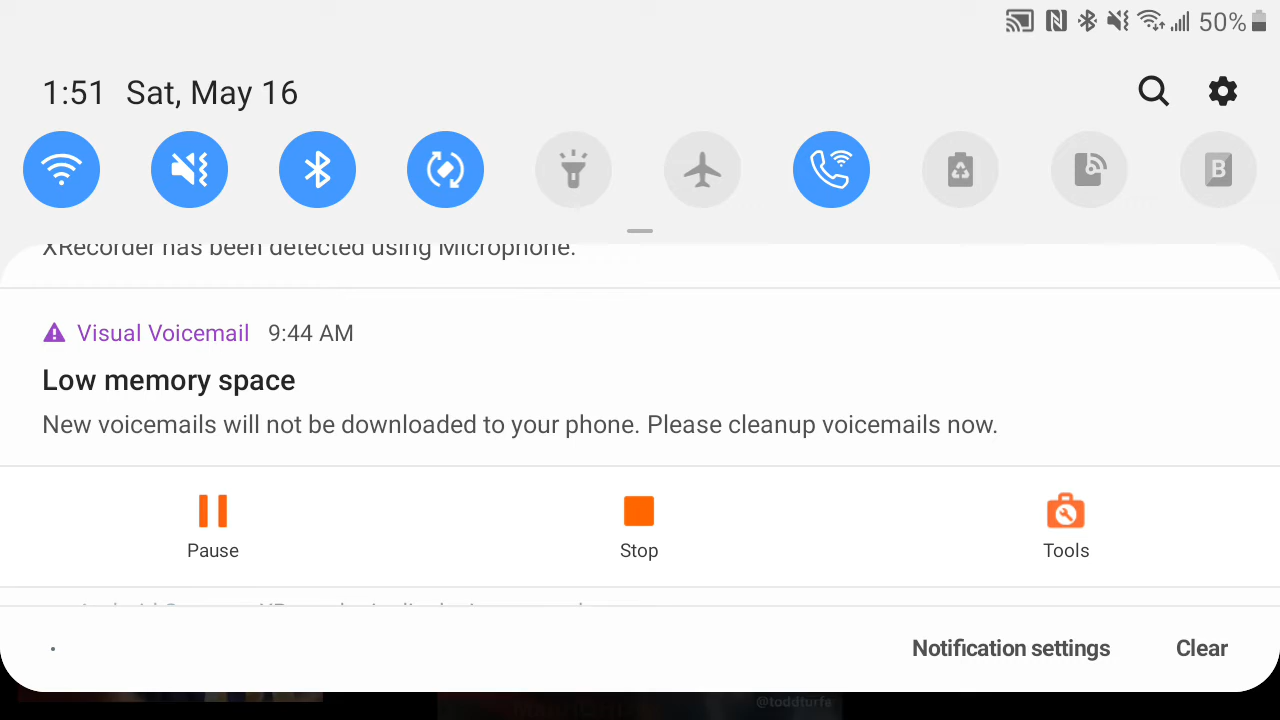 50%
1:51 Sat, May 16
B
XRecorder has been detected using Microphone.
Visual Voicemail 9:44 AM
Low memory space
New voicemails will not be downloaded to your phone. Please cleanup voicemails now.
Pause Stop Tools
Notification settings Clear
@toddturfa